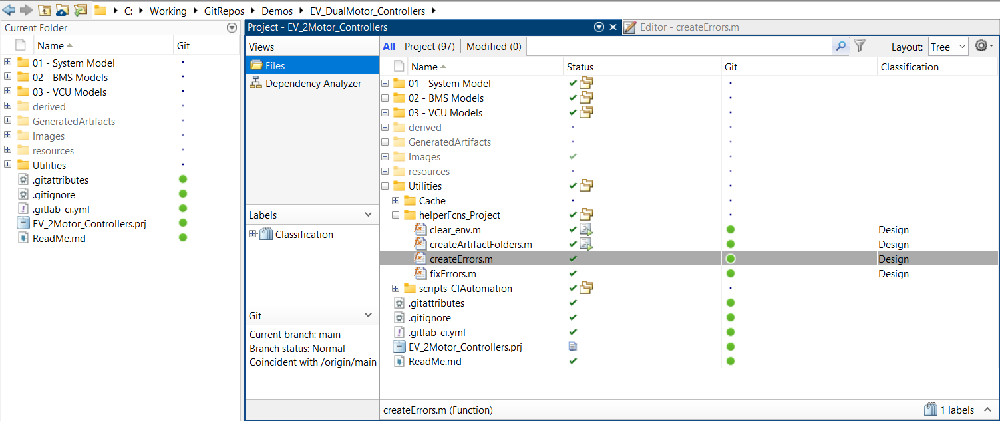 C: Working GitRepos Demos EV_DualMotor_Controllers
Current Folder
Name Git
01 - System Model
02 - BMS Models
03 - VCU Models
derived
GeneratedArtifacts
Images
resources
Utilities
.gitattributes
.gitignore
.gitlab-ci.yml
EV_2Motor_Controllers.prj
ReadMe.md
Project - EV_2Motor_Controllers
Editor - createErrors.m
Views
Files
Dependency Analyzer
Labels
Classification
Git
Current branch: main
Branch status: Normal
Coincident with /origin/main
All Project (97) Modified (0) Layout: Tree
Name Status Git Classification
01 - System Model
02 - BMS Models
03 - VCU Models
derived
GeneratedArtifacts
Images
resources
Utilities
Cache
helperFcns_Project
clear_env.m Design
createArtifactFolders.m Design
createErrors.m Design
fixErrors.m Design
scripts_CIAutomation
.gitattributes
.gitignore
.gitlab-ci.yml
EV_2Motor_Controllers.prj
ReadMe.md
createErrors.m (Function) 1 labels